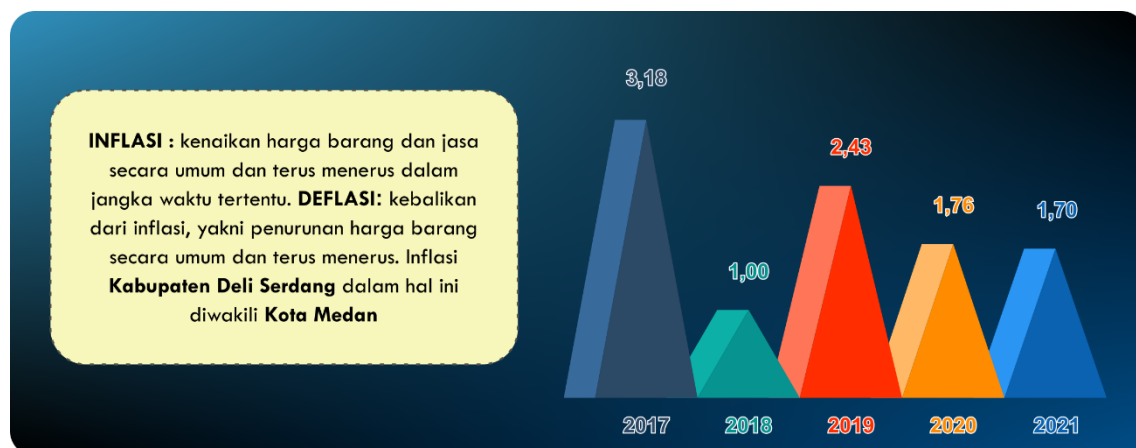 INFLASI : kenaikan harga barang dan jasa
secara umum dan terus menerus dalam
jangka waktu tertentu. DEFLASI: kebalikan
dari inflasi, yakni penurunan harga barang
secara umum dan terus menerus. Inflasi
Kabupaten Deli Serdang dalam hal ini
diwakili Kota Medan
3,18
2,43
1,76
1,70
1,00
2017 2018 2019 2020 2021